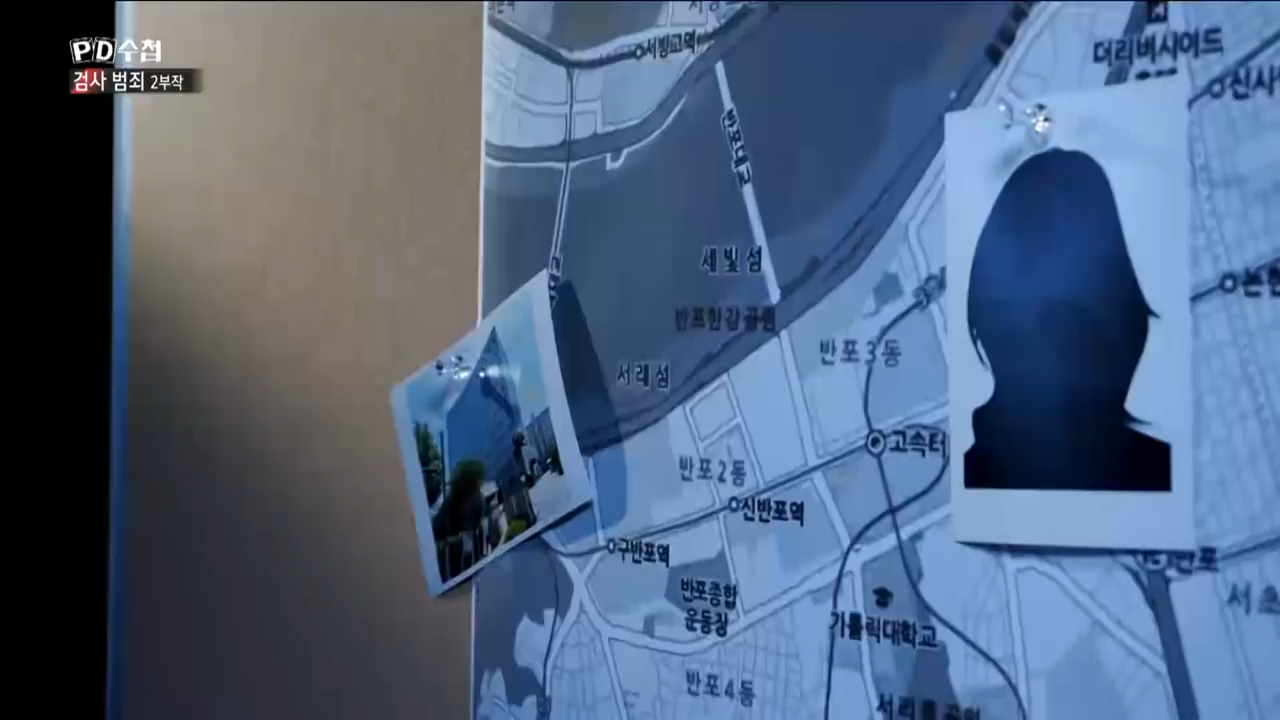 PD수첩
검사 범죄 2부작
서빙고역
더리버사이드
신사
반포대교
세빛섬
반포한강공원
반포3동
서래섬
고속터
반포2동
신반포역
구반포역
반포종합
운동장
가톨릭대학교
반포4동